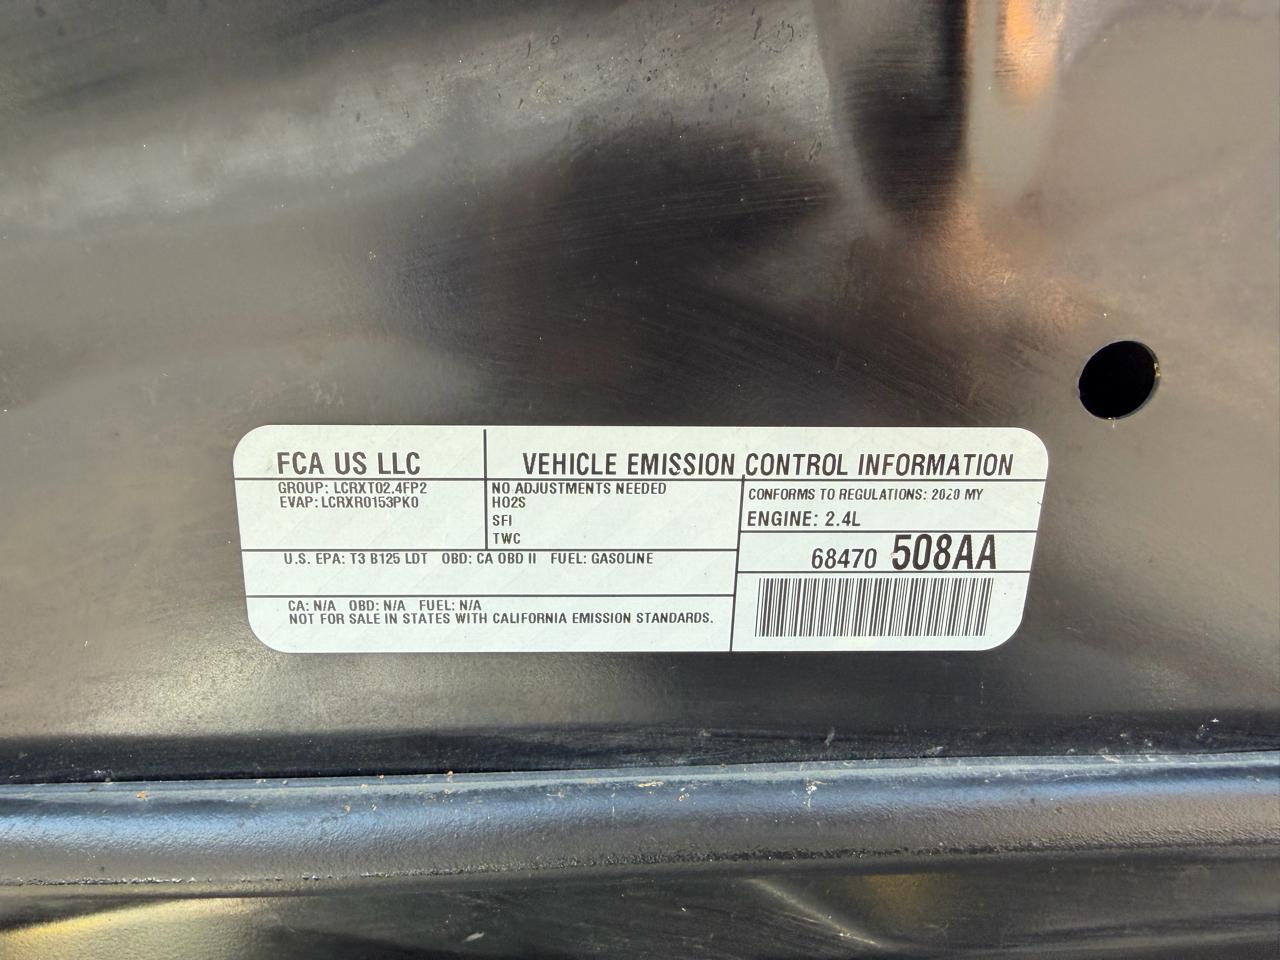 FCA US LLC
VEHICLE EMISSION CONTROL INFORMATION
GROUP: LCRXT02.4FP2
EVAP: LCRXR0153PK0
NO ADJUSTMENTS NEEDED
HO2S
SFI
TWC
CONFORMS TO REGULATIONS: 2020 MY
ENGINE: 2.4L
U.S. EPA: T3 B125 LDT OBD: CA OBD II FUEL: GASOLINE
68470 508AA
CA: N/A OBD: N/A FUEL: N/A
NOT FOR SALE IN STATES WITH CALIFORNIA EMISSION STANDARDS.